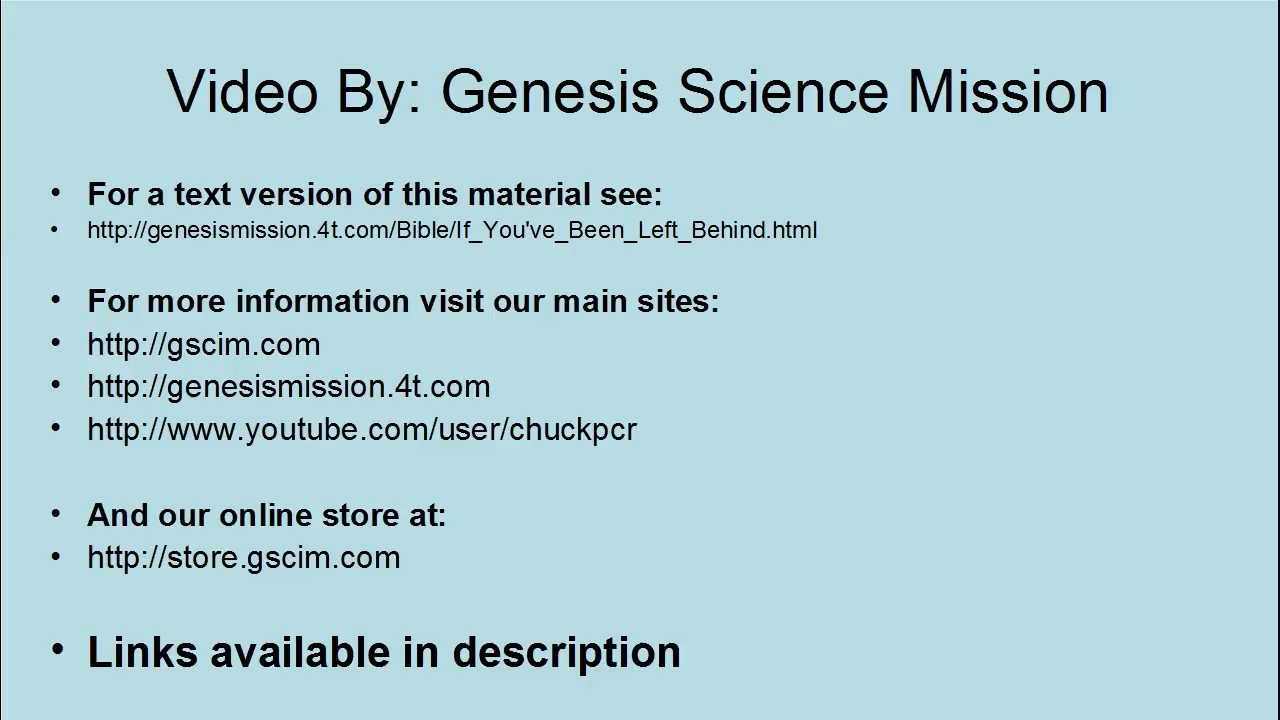 Video By: Genesis Science Mission
• For a text version of this material see:
• http://genesismission.4t.com/Bible/If_You've_Been_Left_Behind.html
• For more information visit our main sites:
• http://gscim.com
• http://genesismission.4t.com
• http://www.youtube.com/user/chuckpcr
• And our online store at:
• http://store.gscim.com
• Links available in description